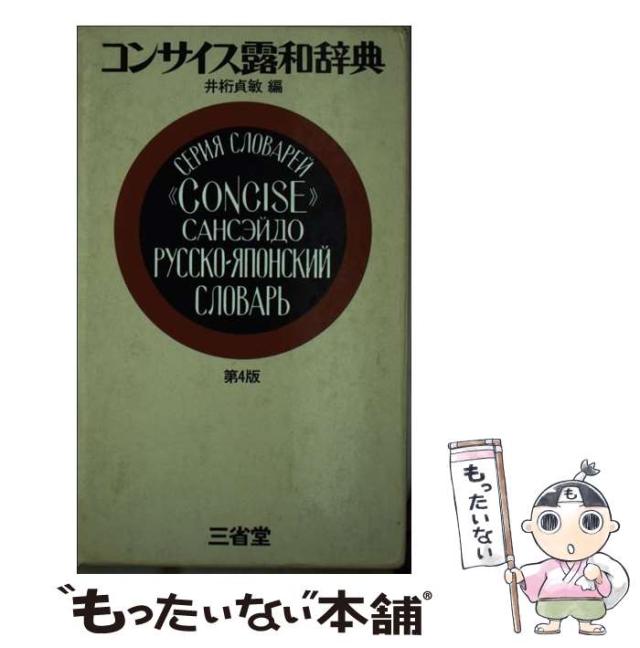 コンサイス露和辞典
井桁貞敏 編
СЕРИЯ СЛОВАРЕЙ
《CONCISE》
САНСЭЙДО
РУССКО-ЯПОНСКИЙ
СЛОВАРЬ
第4版
三省堂
もったいない
も
“もったいない”本舗®